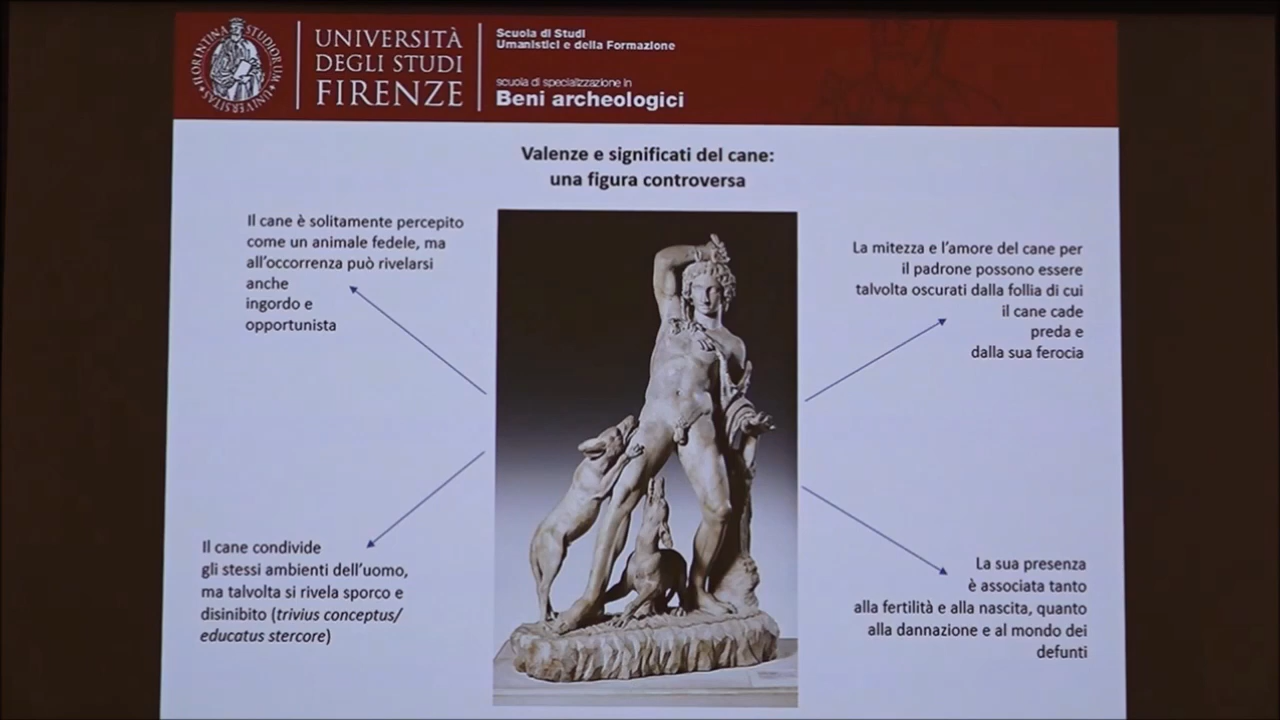 FLORENTINA STUDIORUM UNIVERSITAS
UNIVERSITÀ
DEGLI STUDI
FIRENZE
Scuola di Studi
Umanistici e della Formazione
scuola di specializzazione in
Beni archeologici
Valenze e significati del cane:
una figura controversa
Il cane è solitamente percepito
come un animale fedele, ma
all’occorrenza può rivelarsi
anche
ingordo e
opportunista
La mitezza e l’amore del cane per
il padrone possono essere
talvolta oscurati dalla follia di cui
il cane cade
preda e
dalla sua ferocia
Il cane condivide
gli stessi ambienti dell’uomo,
ma talvolta si rivela sporco e
disinibito (trivius conceptus/
educatus stercore)
La sua presenza
è associata tanto
alla fertilità e alla nascita, quanto
alla dannazione e al mondo dei
defunti